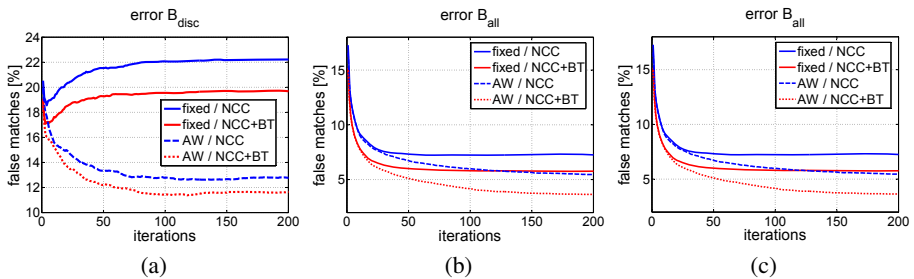 error B_disc
false matches [%]
24
22
20
18
16
14
12
10
0
50
100
150
200
iterations
fixed / NCC
fixed / NCC+BT
AW / NCC
AW / NCC+BT
(a)
error B_all
false matches [%]
15
10
5
0
50
100
150
200
iterations
fixed / NCC
fixed / NCC+BT
AW / NCC
AW / NCC+BT
(b)
error B_all
false matches [%]
15
10
5
0
50
100
150
200
iterations
fixed / NCC
fixed / NCC+BT
AW / NCC
AW / NCC+BT
(c)